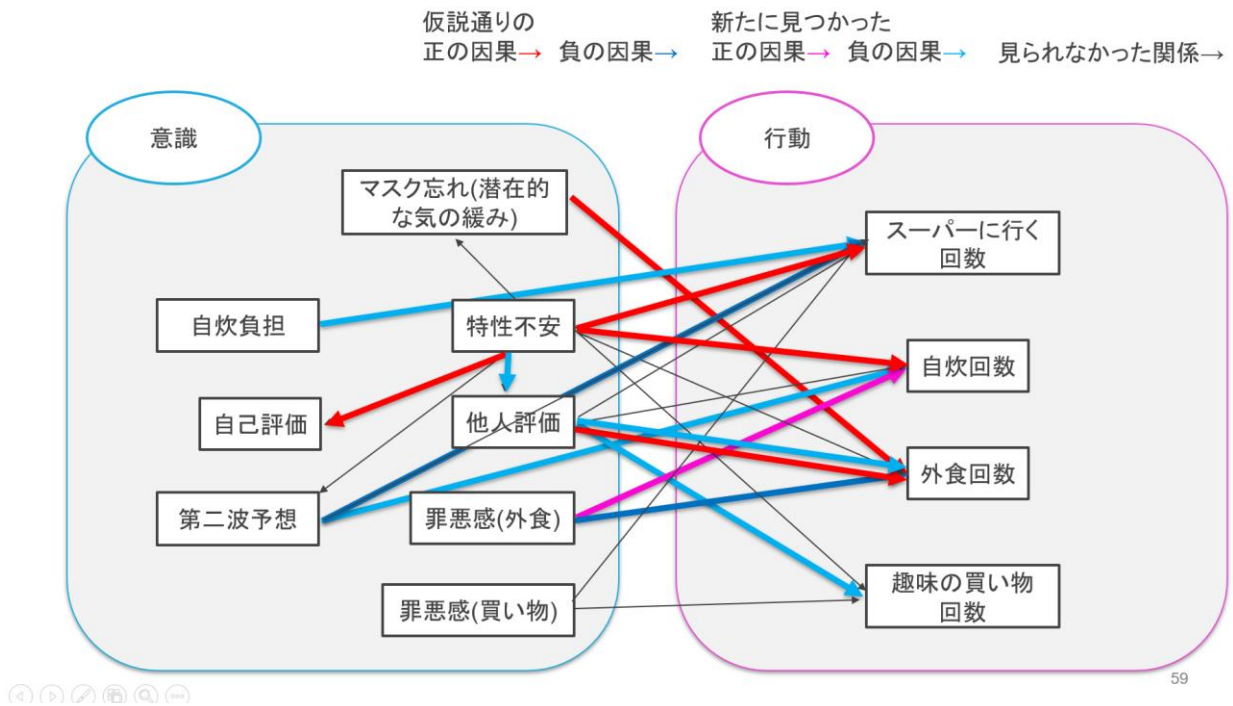 仮説通りの
正の因果→ 負の因果→
新たに見つかった
正の因果→ 負の因果→
見られなかった関係→
意識
行動
マスク忘れ(潜在的
な気の緩み)
スーパーに行く
回数
自炊負担
特性不安
自炊回数
自己評価
他人評価
外食回数
第二波予想
罪悪感(外食)
罪悪感(買い物)
趣味の買い物
回数
59